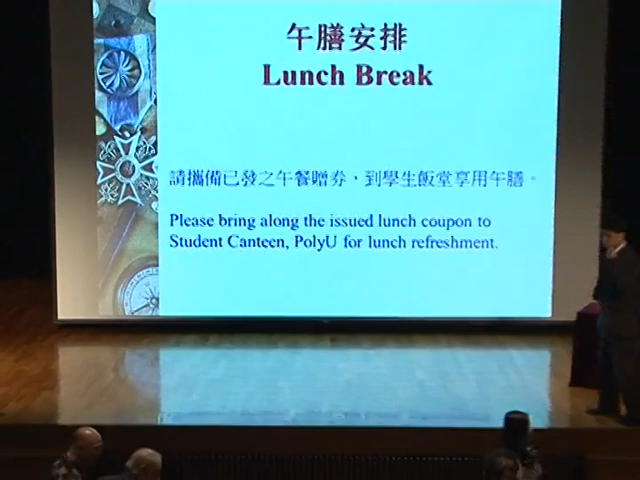 午膳安排
Lunch Break
請攜備已發之午餐贈券，到學生飯堂享用午膳。
Please bring along the issued lunch coupon to
Student Canteen, PolyU for lunch refreshment.